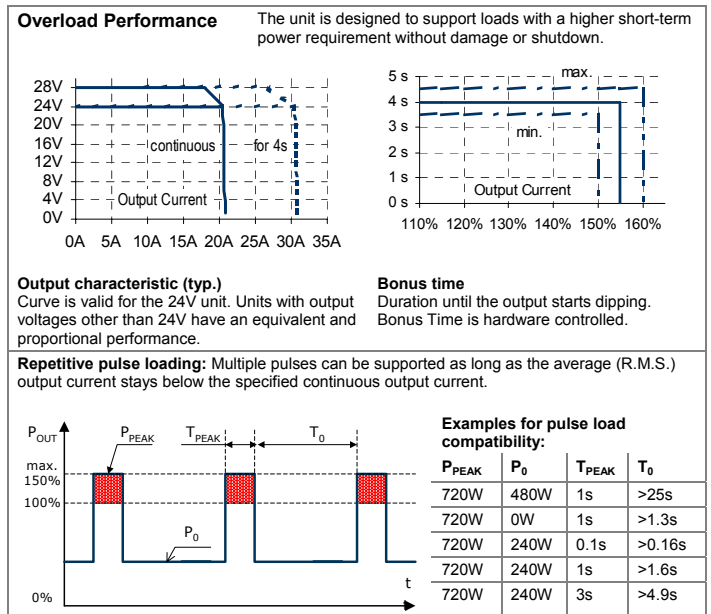 Overload Performance
The unit is designed to support loads with a higher short-term
power requirement without damage or shutdown.
28V
24V
20V
16V
12V
8V
4V
0V
continuous
for 4s
Output Current
0A 5A 10A 15A 20A 25A 30A 35A
5 s
4 s
3 s
2 s
1 s
0 s
max.
min.
Output Current
110% 120% 130% 140% 150% 160%
Output characteristic (typ.)
Curve is valid for the 24V unit. Units with output
voltages other than 24V have an equivalent and
proportional performance.
Bonus time
Duration until the output starts dipping.
Bonus Time is hardware controlled.
Repetitive pulse loading: Multiple pulses can be supported as long as the average (R.M.S.)
output current stays below the specified continuous output current.
POUT
PPEAK
TPEAK
T0
max.
150%
100%
P0
t
0%
Examples for pulse load
compatibility:
PPEAK P0 TPEAK T0
720W 480W 1s >25s
720W 0W 1s >1.3s
720W 240W 0.1s >0.16s
720W 240W 1s >1.6s
720W 240W 3s >4.9s